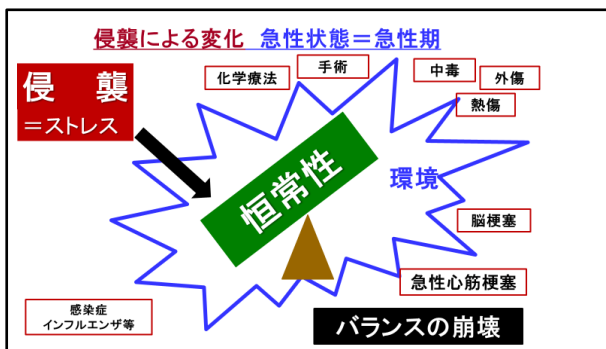 侵襲による変化 急性状態＝急性期
侵 襲
＝ストレス
化学療法
手術
中毒
外傷
熱傷
恒常性
環境
脳梗塞
急性心筋梗塞
感染症
インフルエンザ等
バランスの崩壊